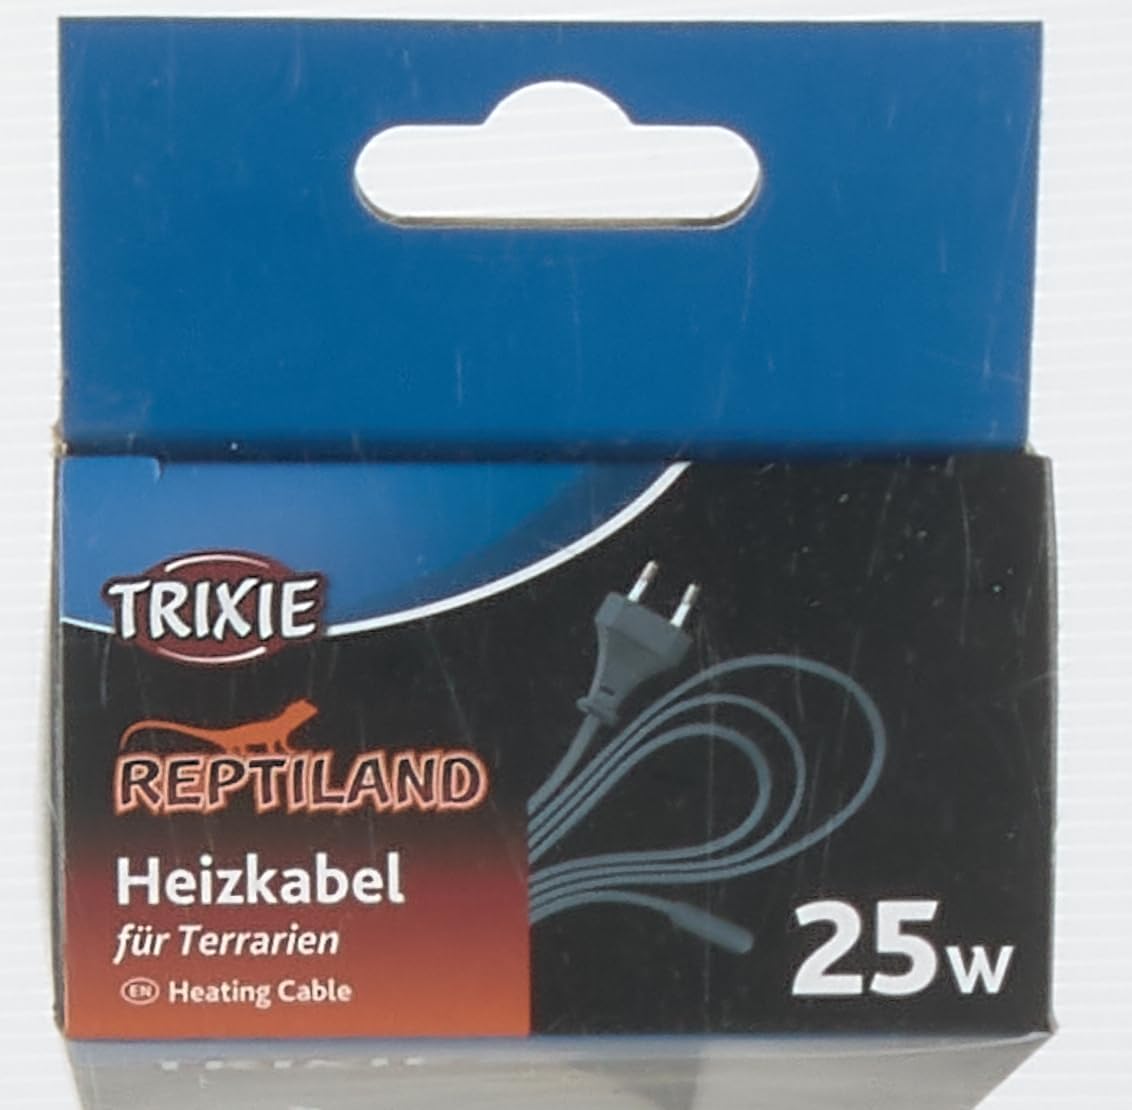 TRIXIE
REPTILAND
Heizkabel
für Terrarien
EN Heating Cable
25W